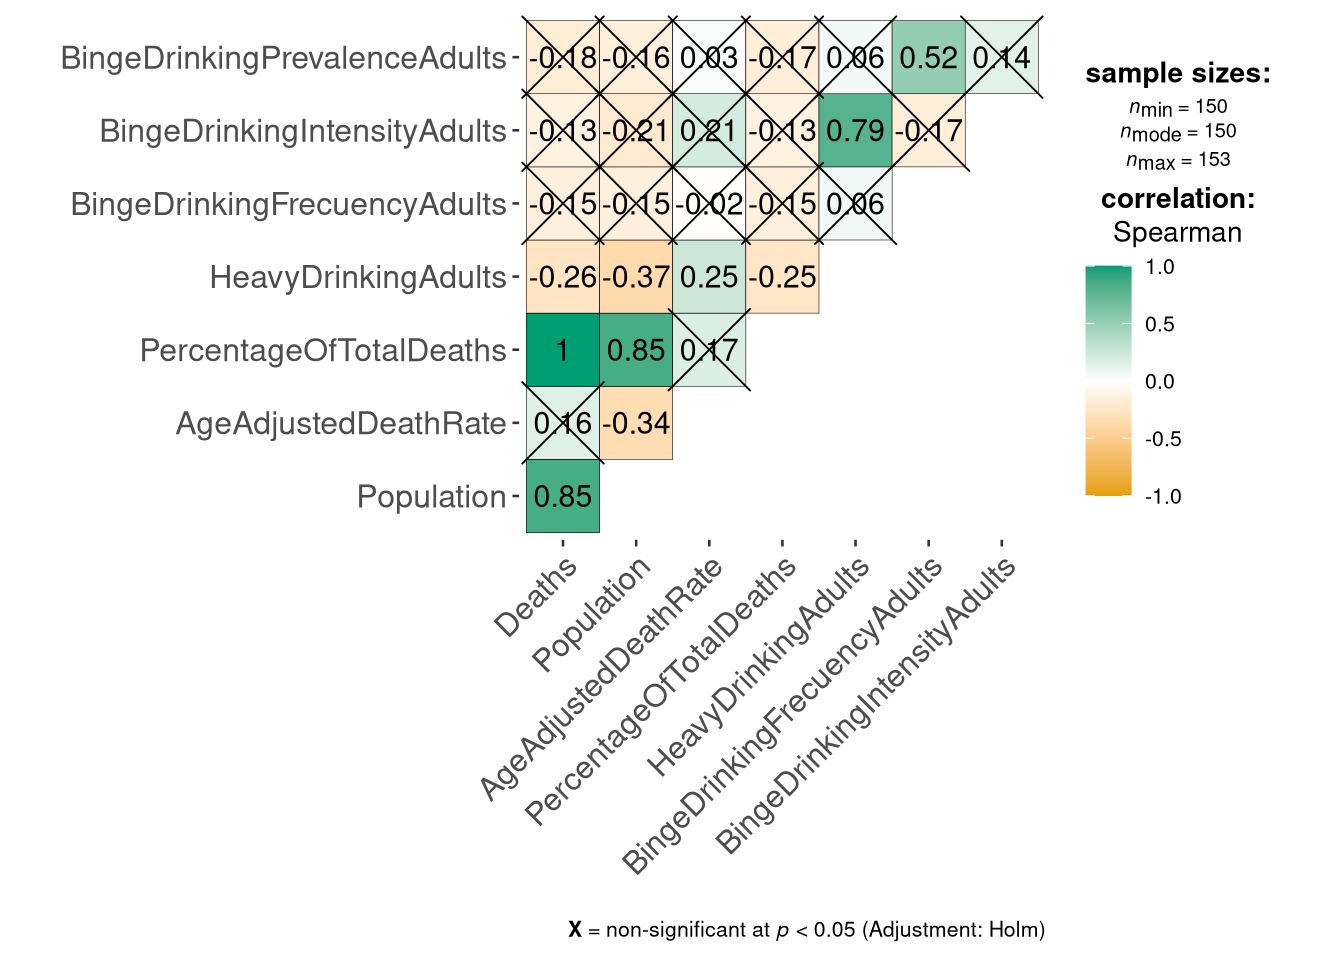 BingeDrinkingPrevalenceAdults -0.18 -0.16 0.03 -0.17 0.06 0.52 0.14
BingeDrinkingIntensityAdults -0.13 -0.21 0.21 -0.13 0.79 -0.17
BingeDrinkingFrecuencyAdults -0.15 -0.15 -0.02 -0.15 0.06
HeavyDrinkingAdults -0.26 -0.37 0.25 -0.25
PercentageOfTotalDeaths 1 0.85 0.17
AgeAdjustedDeathRate 0.16 -0.34
Population 0.85
Deaths
Population
AgeAdjustedDeathRate
PercentageOfTotalDeaths
HeavyDrinkingAdults
BingeDrinkingFrecuencyAdults
BingeDrinkingIntensityAdults
sample sizes:
nmin = 150
nmode = 150
nmax = 153
correlation:
Spearman
1.0
0.5
0.0
-0.5
-1.0
X = non-significant at p < 0.05 (Adjustment: Holm)